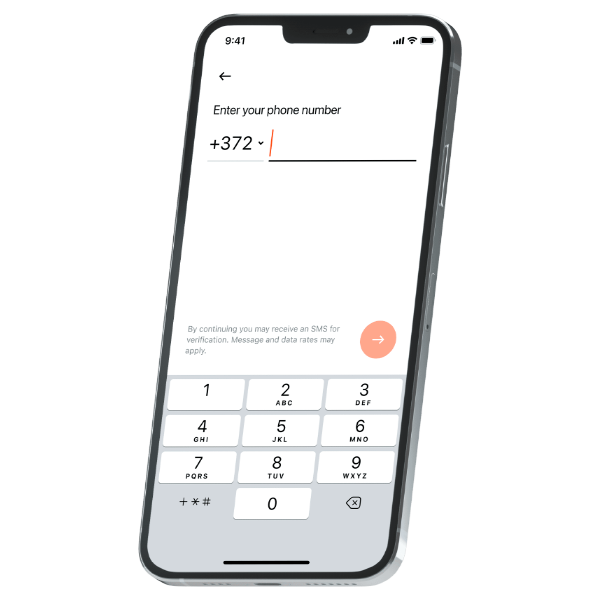 9:41
Enter your phone number
+372
By continuing you may receive an SMS for
verification. Message and data rates may
apply.
1 2 3
ABC DEF
4 5 6
GHI JKL MNO
7 8 9
PQRS TUV WXYZ
+*# 0